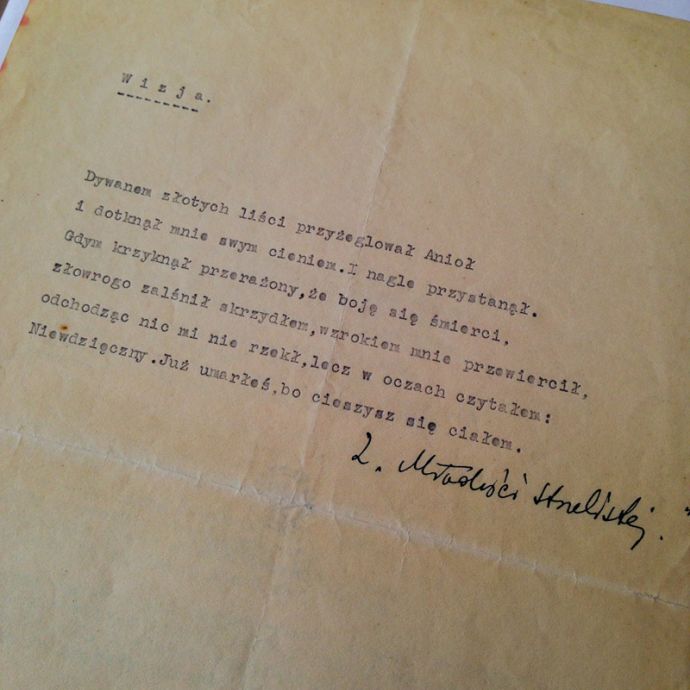 W i z j a.
Dywanem złotych liści przyżeglował Anioł
i dotknął mnie swym cieniem.I nagle przystanął.
Gdym krzyknął przerażony,że boję się śmierci,
złowrogo zalśnił skrzydłem,wzrokiem mnie przewiercił,
odchodząc nic mi nie rzekł,lecz w oczach czytałem:
Niewdzięczny.Już umarłeś,bo cieszysz się ciałem.
Z. Młodości strzelistej."